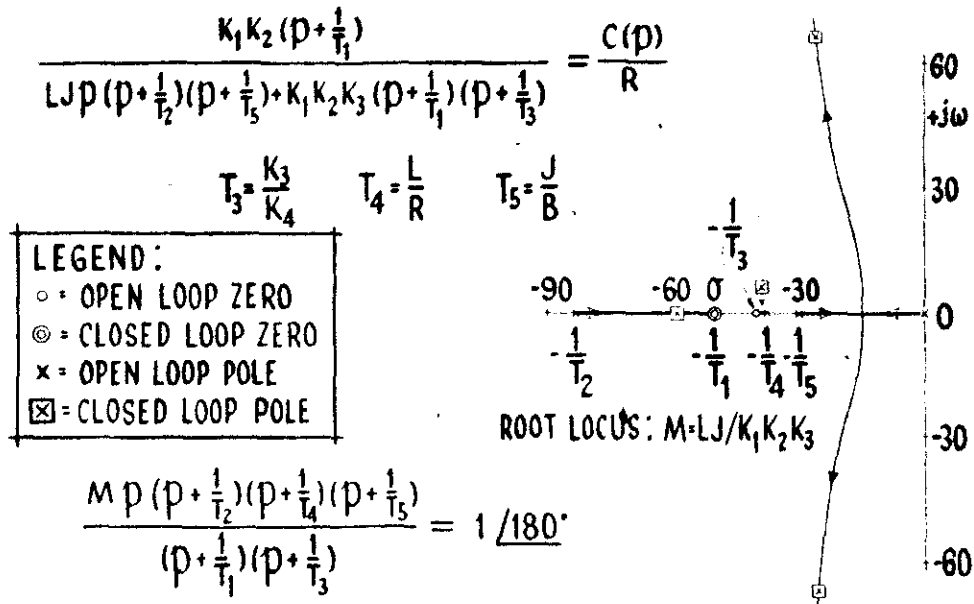 K₁K₂(p+1/T₁) / LJp(p+1/T₂)(p+1/T₅)+K₁K₂K₃(p+1/T₁)(p+1/T₃) = C(p)/R
T₃=K₃/K₄ T₄=L/R T₅=J/B
LEGEND:
○ = OPEN LOOP ZERO
◎ = CLOSED LOOP ZERO
× = OPEN LOOP POLE
⊠ = CLOSED LOOP POLE
60
+jω
30
-1/T₃
-90 -60 σ -30
0
-1/T₂ -1/T₁ -1/T₄ -1/T₅
ROOT LOCUS: M=LJ/K₁K₂K₃
-30
Mp(p+1/T₂)(p+1/T₄)(p+1/T₅) / (p+1/T₁)(p+1/T₃) = 1 /180°
-60